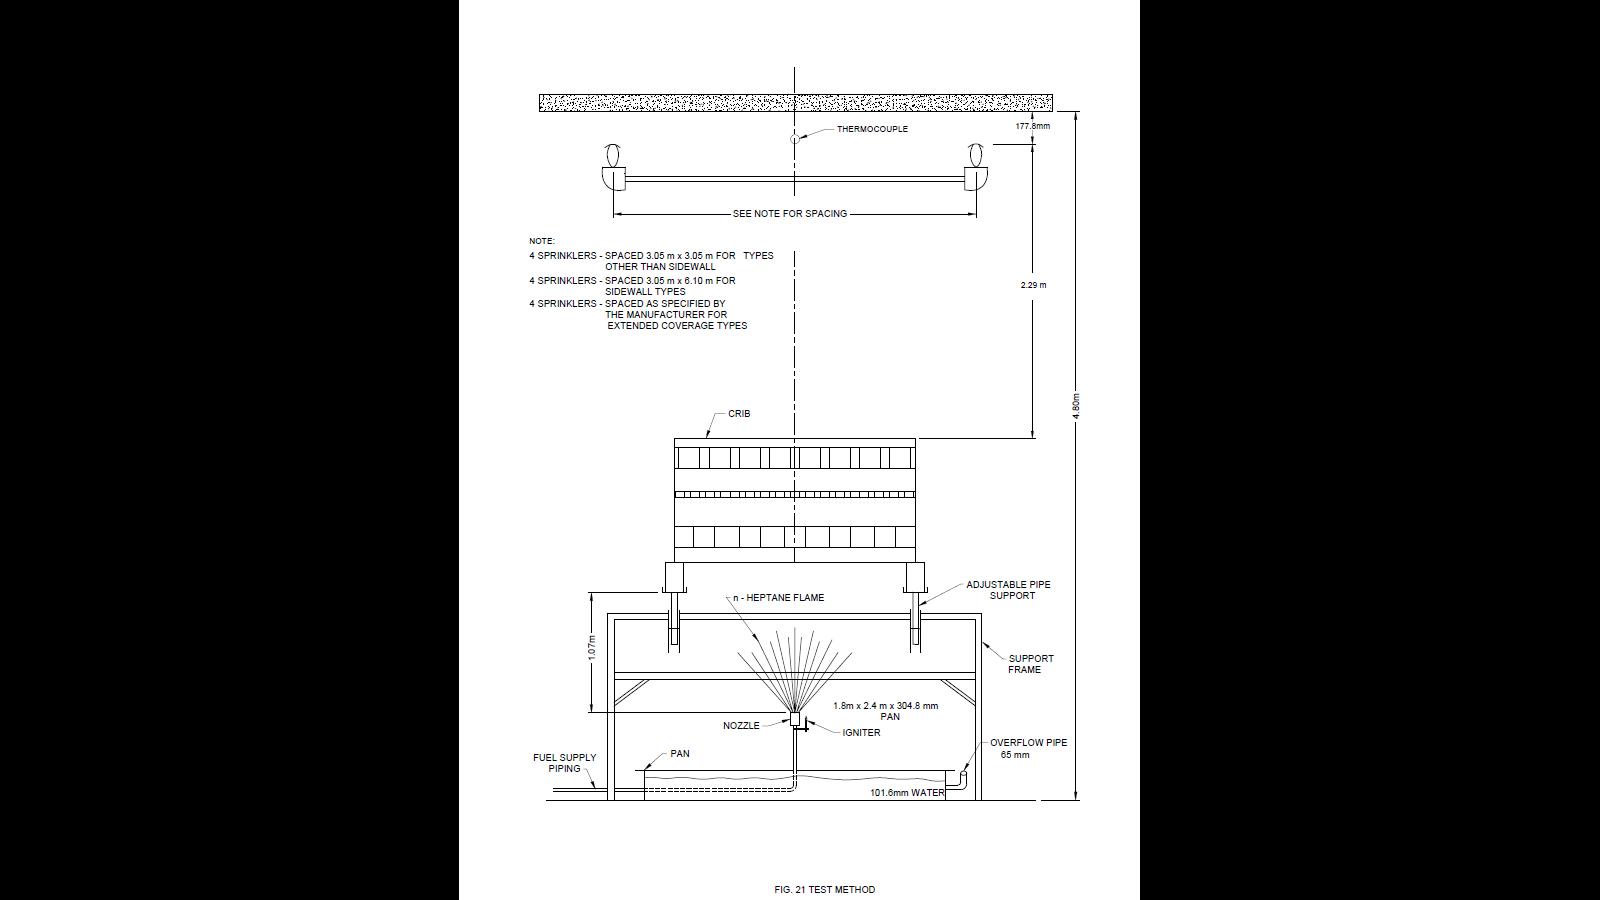 THERMOCOUPLE
177.8mm
SEE NOTE FOR SPACING
NOTE:
4 SPRINKLERS - SPACED 3.05 m x 3.05 m FOR TYPES
OTHER THAN SIDEWALL
4 SPRINKLERS - SPACED 3.05 m x 6.10 m FOR
SIDEWALL TYPES
4 SPRINKLERS - SPACED AS SPECIFIED BY
THE MANUFACTURER FOR
EXTENDED COVERAGE TYPES
2.29 m
4.80m
CRIB
ADJUSTABLE PIPE
SUPPORT
n - HEPTANE FLAME
1.07m
SUPPORT
FRAME
1.8m x 2.4 m x 304.8 mm
PAN
NOZZLE
IGNITER
OVERFLOW PIPE
65 mm
PAN
FUEL SUPPLY
PIPING
101.6mm WATER
FIG. 21 TEST METHOD